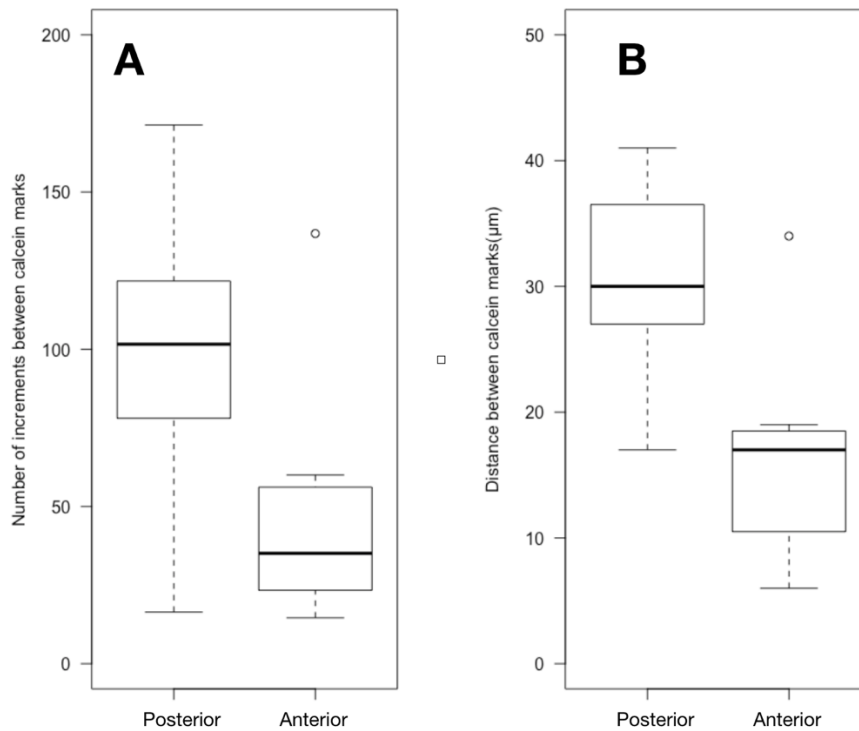 A
Number of increments between calcein marks
200
150
100
50
0
Posterior Anterior
B
Distance between calcein marks(µm)
50
40
30
20
10
0
Posterior Anterior